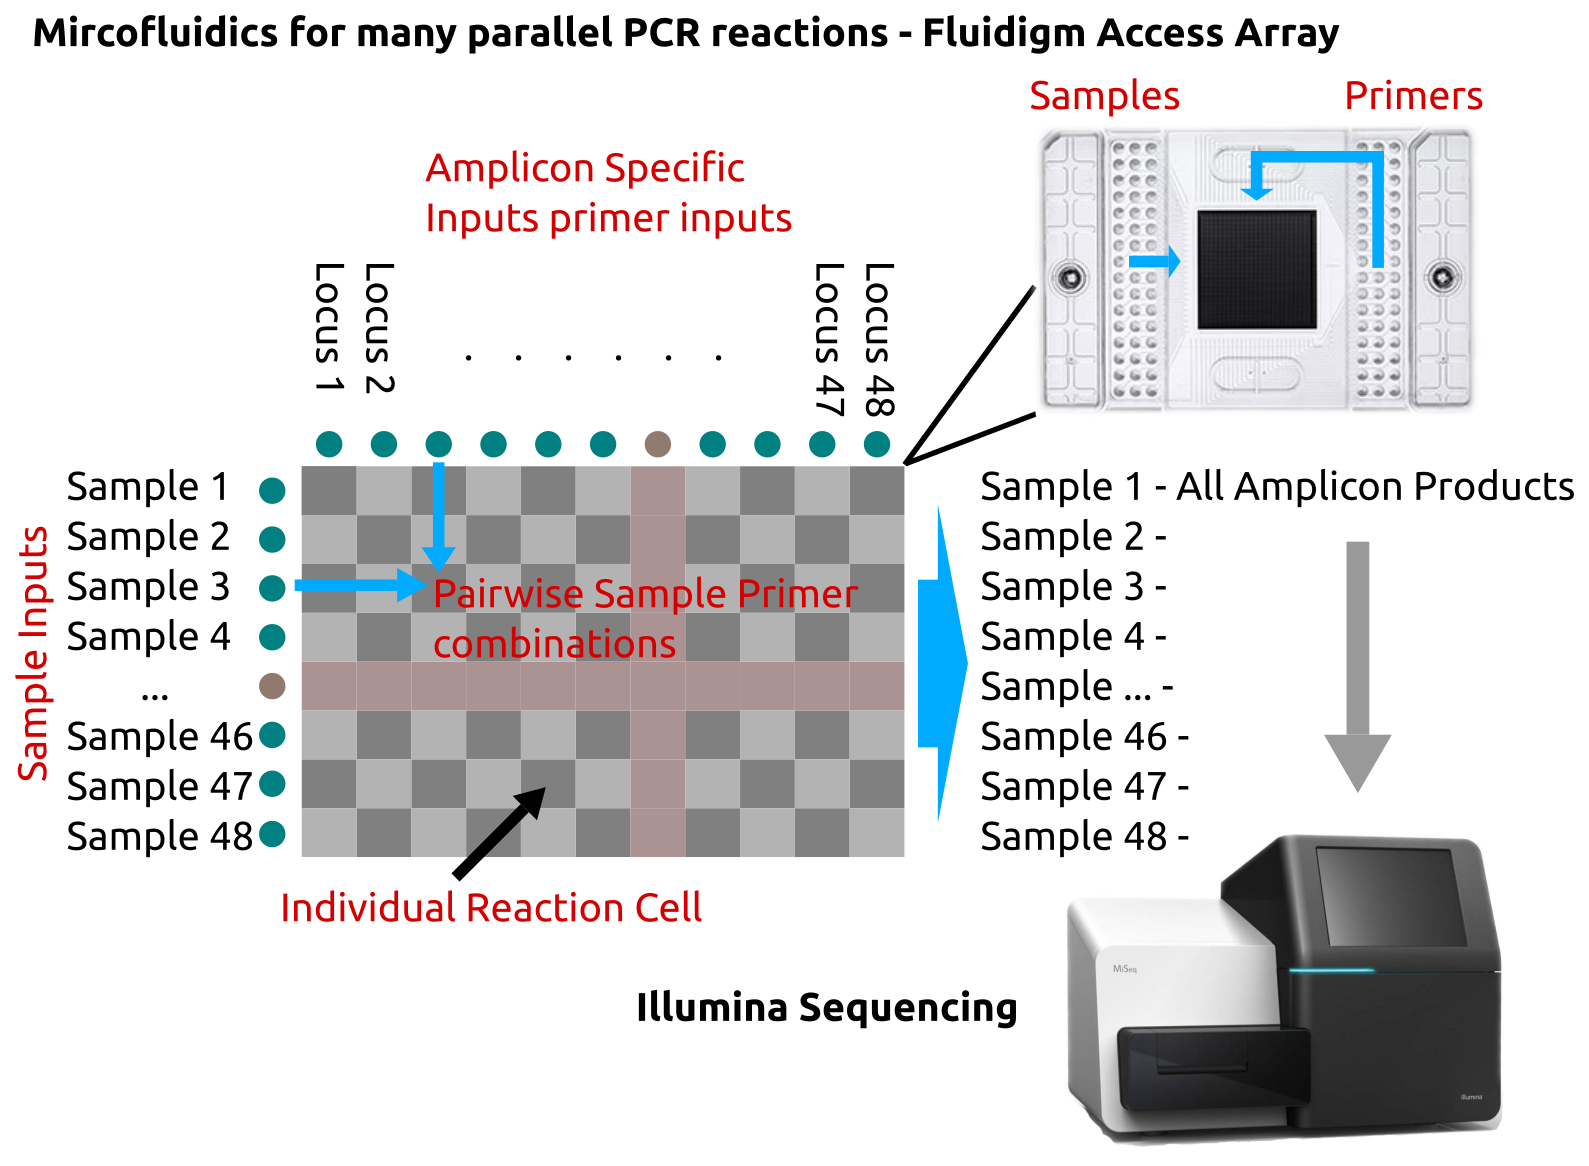 Mircofluidics for many parallel PCR reactions - Fluidigm Access Array
Samples
Primers
Amplicon Specific
Inputs primer inputs
Locus 1
Locus 2
. . . . . .
Locus 47
Locus 48
Sample Inputs
Sample 1
Sample 2
Sample 3
Sample 4
...
Sample 46
Sample 47
Sample 48
Pairwise Sample Primer
combinations
Individual Reaction Cell
Sample 1 - All Amplicon Products
Sample 2 -
Sample 3 -
Sample 4 -
Sample ... -
Sample 46 -
Sample 47 -
Sample 48 -
Illumina Sequencing
MiSeq
illumina